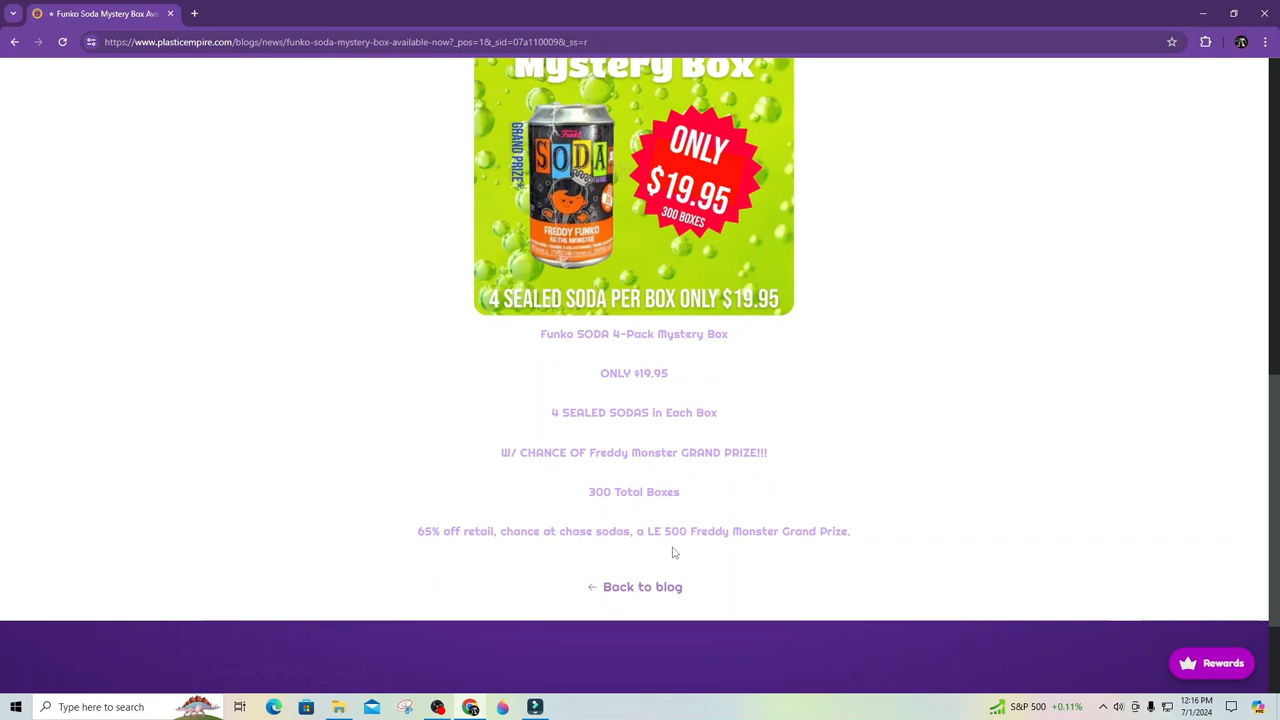 ★ Funko Soda Mystery Box Ava
https://www.plasticempire.com/blogs/news/funko-soda-mystery-box-available-now?_pos=1&_sid=07a110009&_ss=r
Mystery Box
GRAND PRIZE*
Funko
SODA
FREDDY FUNKO
AS THE MONSTER
ONLY
$19.95
300 BOXES
4 SEALED SODA PER BOX ONLY $19.95
Funko SODA 4-Pack Mystery Box
ONLY $19.95
4 SEALED SODAS in Each Box
W/ CHANCE OF Freddy Monster GRAND PRIZE!!!
300 Total Boxes
65% off retail, chance at chase sodas, a LE 500 Freddy Monster Grand Prize.
← Back to blog
Rewards
Type here to search
S&P 500 +0.11%
12:16 PM
7/1/2024